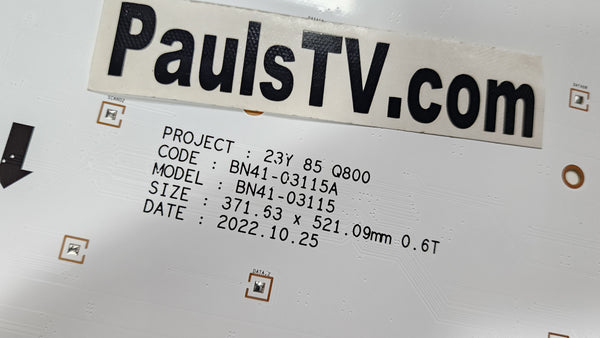 PaulsTV.com
PROJECT : 23Y 85 Q800
CODE : BN41-03115A
MODEL : BN41-03115
SIZE : 371.63 x 521.09mm 0.6T
DATE : 2022.10.25